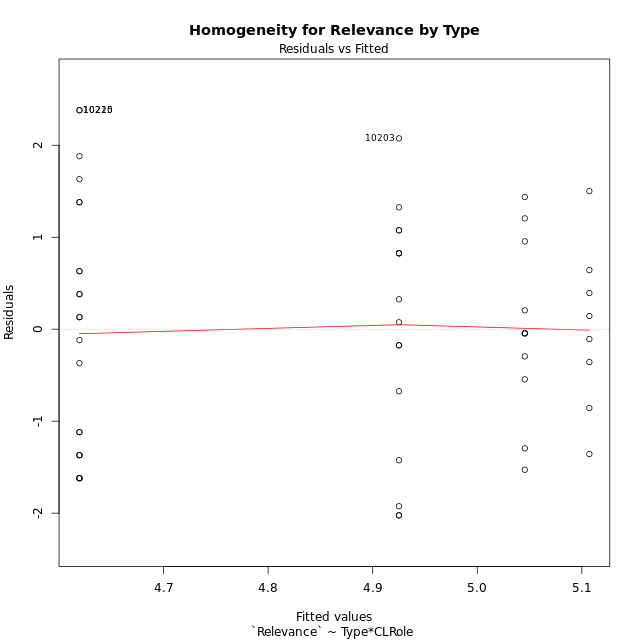 Homogeneity for Relevance by Type
Residuals vs Fitted
10203
2
1
0
-1
-2
Residuals
4.7 4.8 4.9 5.0 5.1
Fitted values
`Relevance` ~ Type*CLRole